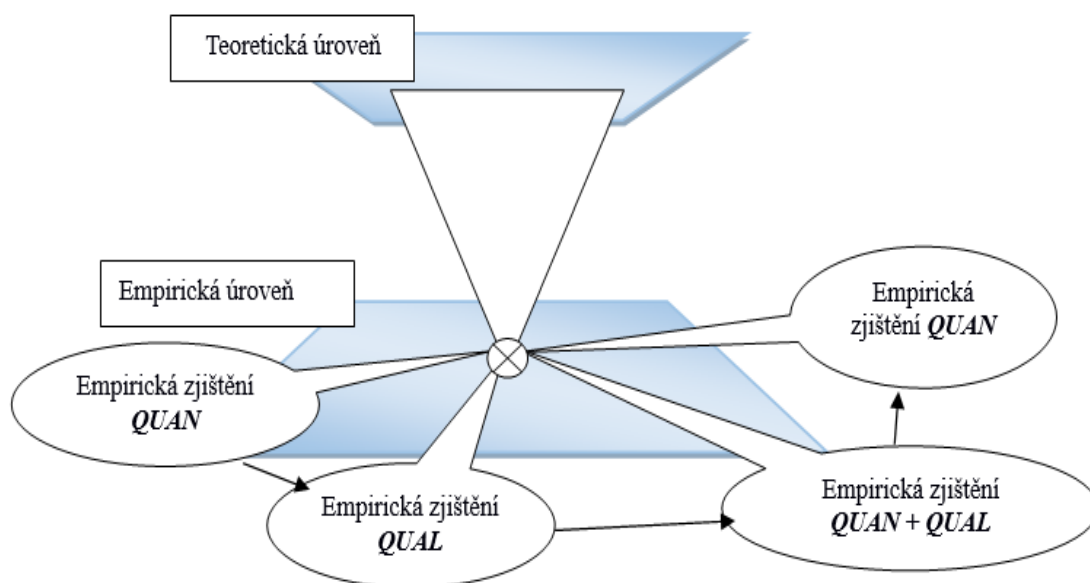 Teoretická úroveň
Empirická úroveň
Empirická
zjištění QUAN
Empirická zjištění
QUAN
Empirická zjištění
QUAL
Empirická zjištění
QUAN + QUAL